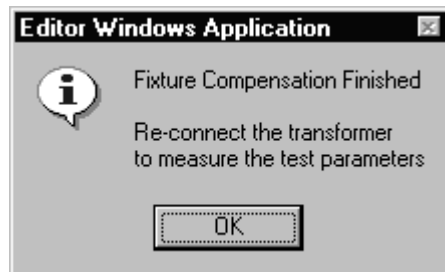 Editor Windows Application
Fixture Compensation Finished
Re-connect the transformer
to measure the test parameters
OK